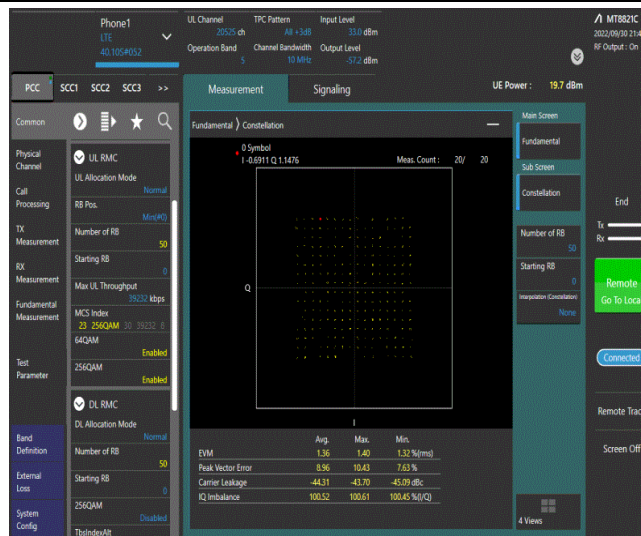 Phone1
LTE
40.105#052
UL Channel
20525 ch
TPC Pattern
All +3dB
Input Level
33.0 dBm
Operation Band
5
Channel Bandwidth
10 MHz
Output Level
-57.2 dBm
MT8821C
2022/09/30 21:4
RF Output : On
PCC
SCC1
SCC2
SCC3
>>
Measurement
Signaling
UE Power : 19.7 dBm
Common
Physical
Channel
Call
Processing
TX
Measurement
RX
Measurement
Fundamental
Measurement
Test
Parameter
Band
Definition
External
Loss
System
Config
UL RMC
UL Allocation Mode
Normal
RB Pos.
Min(#0)
Number of RB
50
Starting RB
0
Max UL Throughput
39232 kbps
MCS Index
23 256QAM 30 39232 8
64QAM
Enabled
256QAM
Enabled
DL RMC
DL Allocation Mode
Normal
Number of RB
50
Starting RB
0
256QAM
Disabled
TbsIndexAlt
Fundamental ⟩ Constellation
0 Symbol
I -0.6911 Q 1.1476
Meas. Count : 20/ 20
Q
I
Avg. Max. Min.
EVM 1.36 1.40 1.32 %(rms)
Peak Vector Error 8.96 10.43 7.63 %
Carrier Leakage -44.31 -43.70 -45.09 dBc
IQ Imbalance 100.52 100.61 100.45 %(I/Q)
Main Screen
Fundamental
Sub Screen
Constellation
Number of RB
50
Starting RB
0
Interpolation (Constellation)
None
4 Views
End
Tx
Rx
Remote
Go To Loca
Connected
Remote Trac
Screen Off